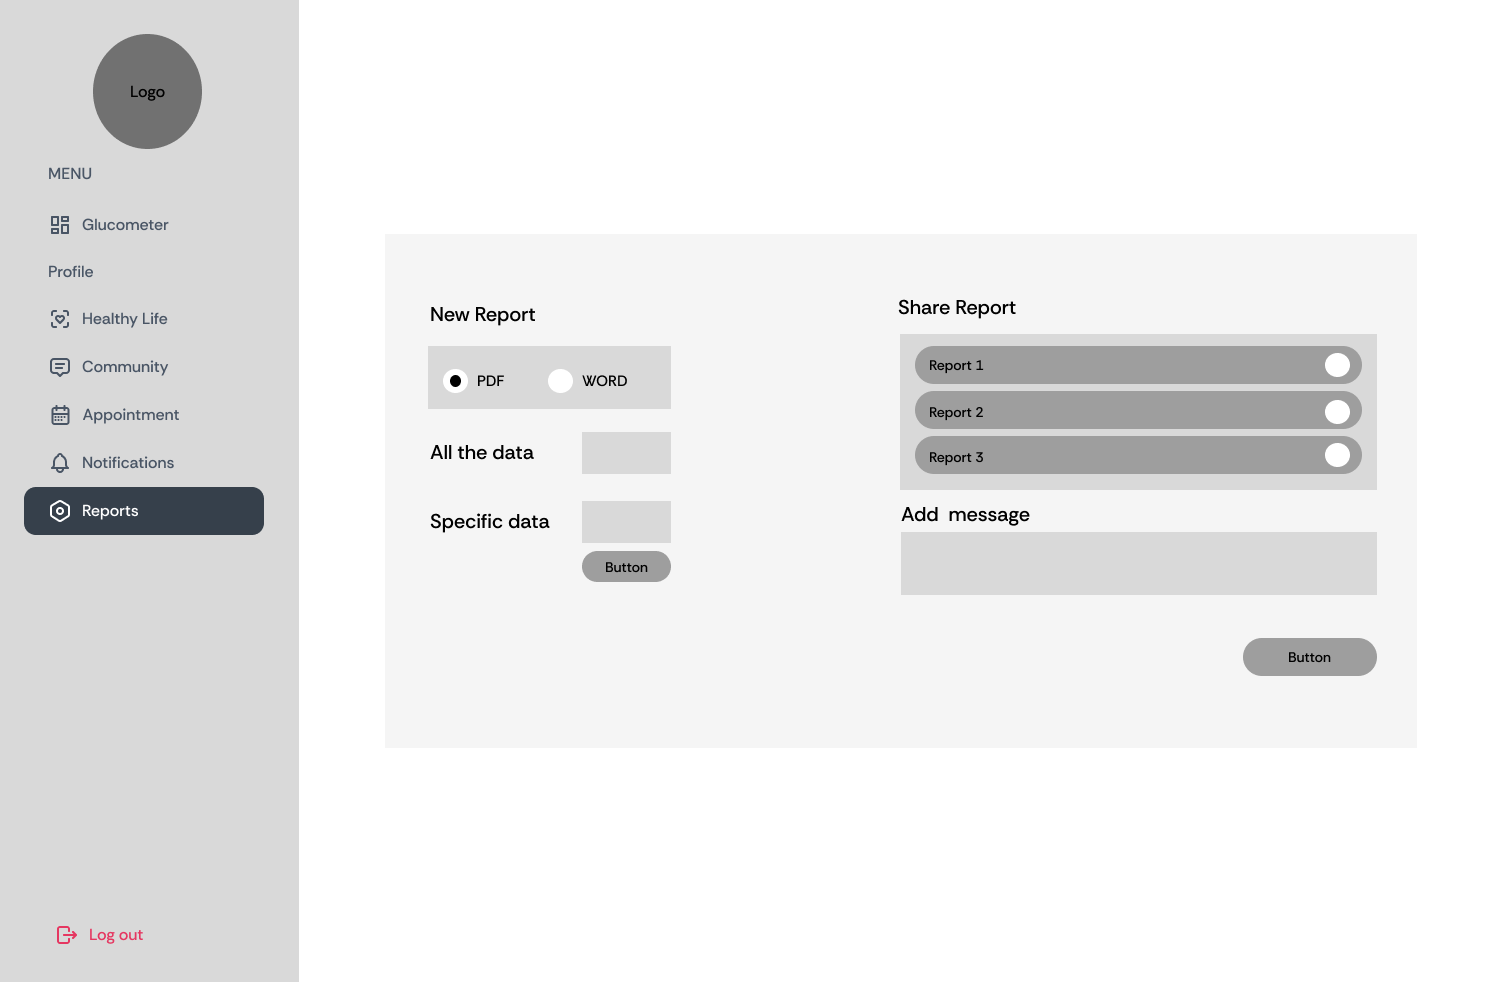 Logo
MENU
Glucometer
Profile
Healthy Life
Community
Appointment
Notifications
Reports
Log out
New Report
PDF WORD
All the data
Specific data
Button
Share Report
Report 1
Report 2
Report 3
Add message
Button